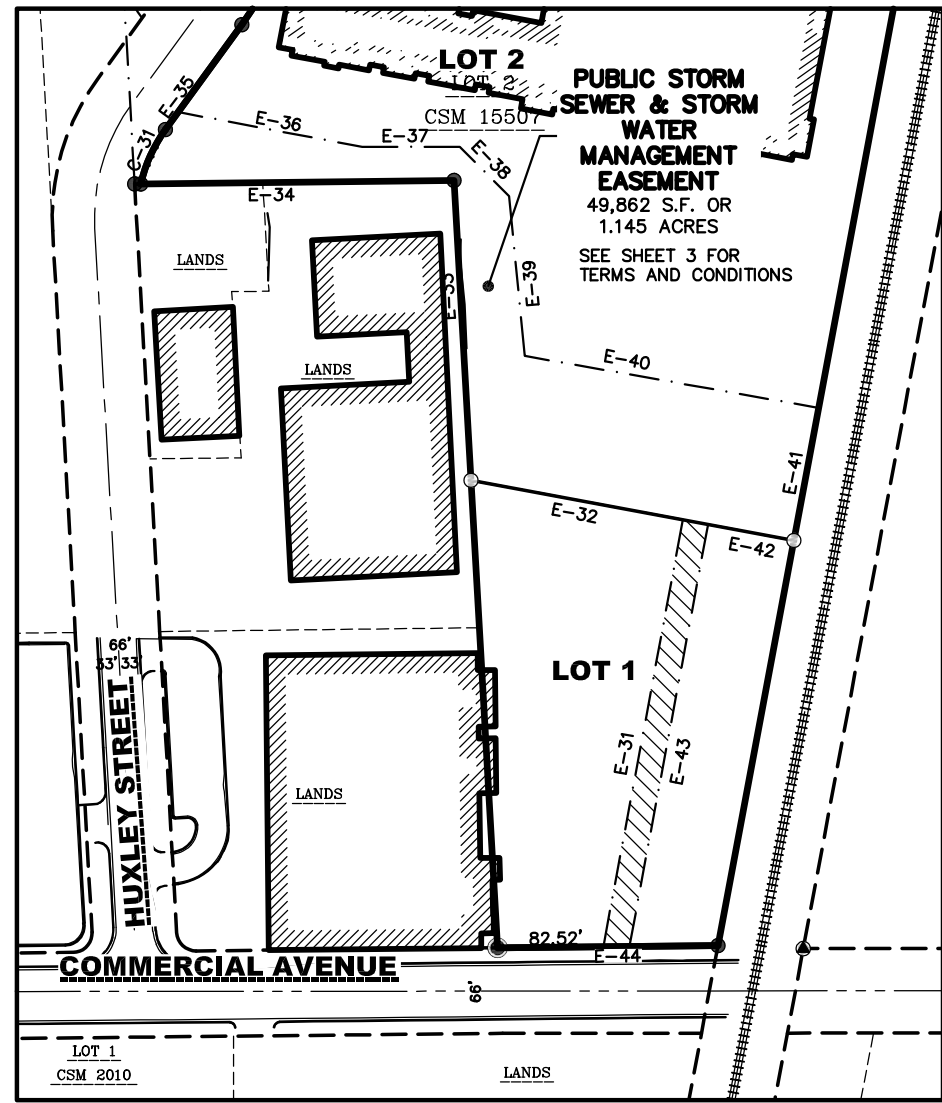 LOT 2
LOT 2
CSM 15507
PUBLIC STORM
SEWER & STORM
WATER
MANAGEMENT
EASEMENT
49,862 S.F. OR
1.145 ACRES
SEE SHEET 3 FOR
TERMS AND CONDITIONS
E-35
E-36
E-37
E-38
C-31
E-34
LANDS
E-33
E-39
LANDS
E-40
E-41
E-32
E-42
66'
33' 33'
LOT 1
HUXLEY STREET
E-31
E-43
LANDS
82.52'
E-44
COMMERCIAL AVENUE
66'
LOT 1
CSM 2010
LANDS